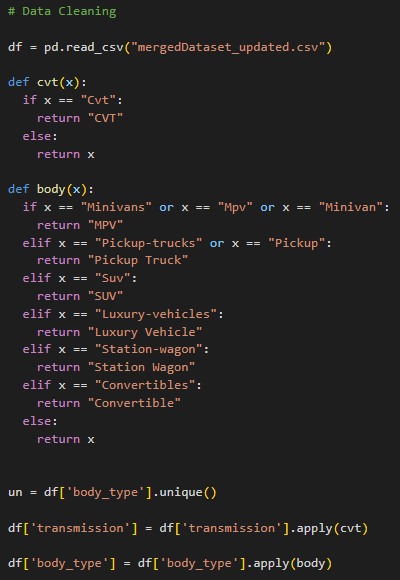 # Data Cleaning
df = pd.read_csv("mergedDataset_updated.csv")
def cvt(x):
  if x == "Cvt":
    return "CVT"
  else:
    return x
def body(x):
  if x == "Minivans" or x == "Mpv" or x == "Minivan":
    return "MPV"
  elif x == "Pickup-trucks" or x == "Pickup":
    return "Pickup Truck"
  elif x == "Suv":
    return "SUV"
  elif x == "Luxury-vehicles":
    return "Luxury Vehicle"
  elif x == "Station-wagon":
    return "Station Wagon"
  elif x == "Convertibles":
    return "Convertible"
  else:
    return x
un = df['body_type'].unique()
df['transmission'] = df['transmission'].apply(cvt)
df['body_type'] = df['body_type'].apply(body)